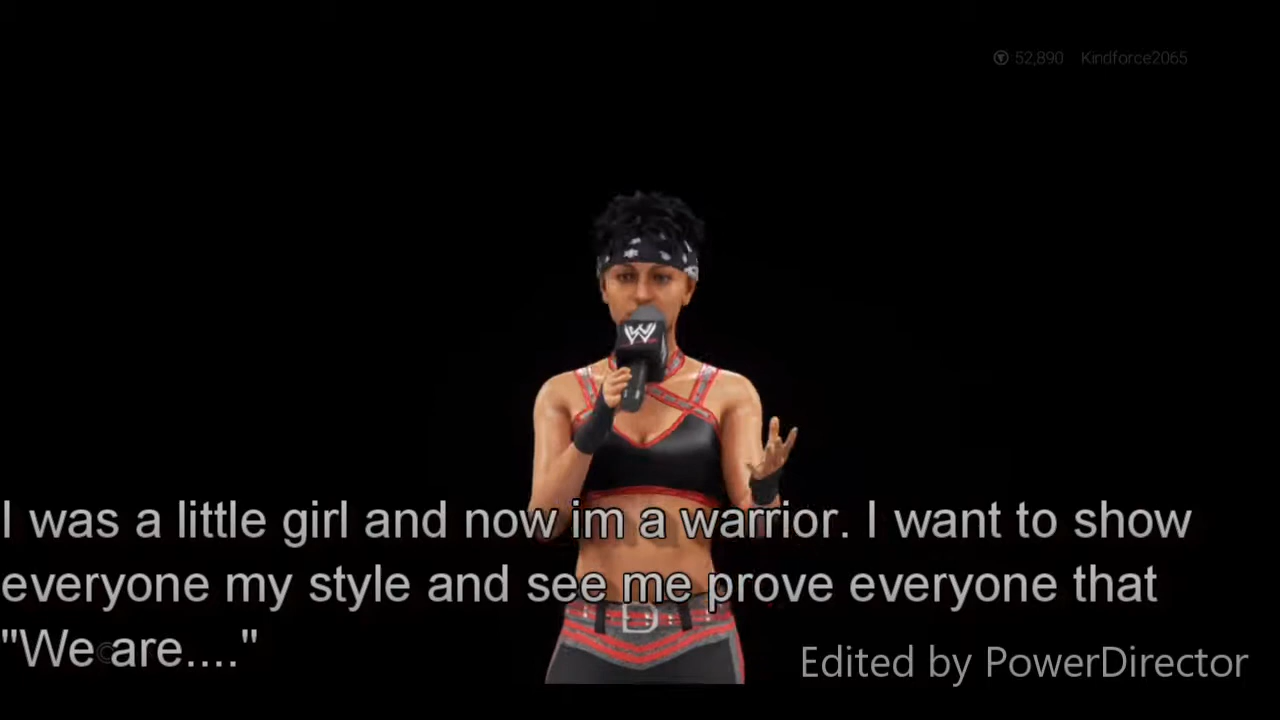 52,890 Kindforce2065
W
I was a little girl and now im a warrior. I want to show
everyone my style and see me prove everyone that
"We are...."
Edited by PowerDirector